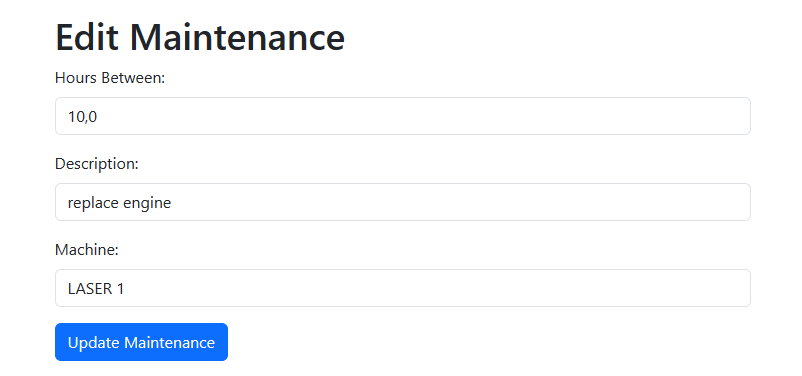 Edit Maintenance
Hours Between:
10,0
Description:
replace engine
Machine:
LASER 1
Update Maintenance